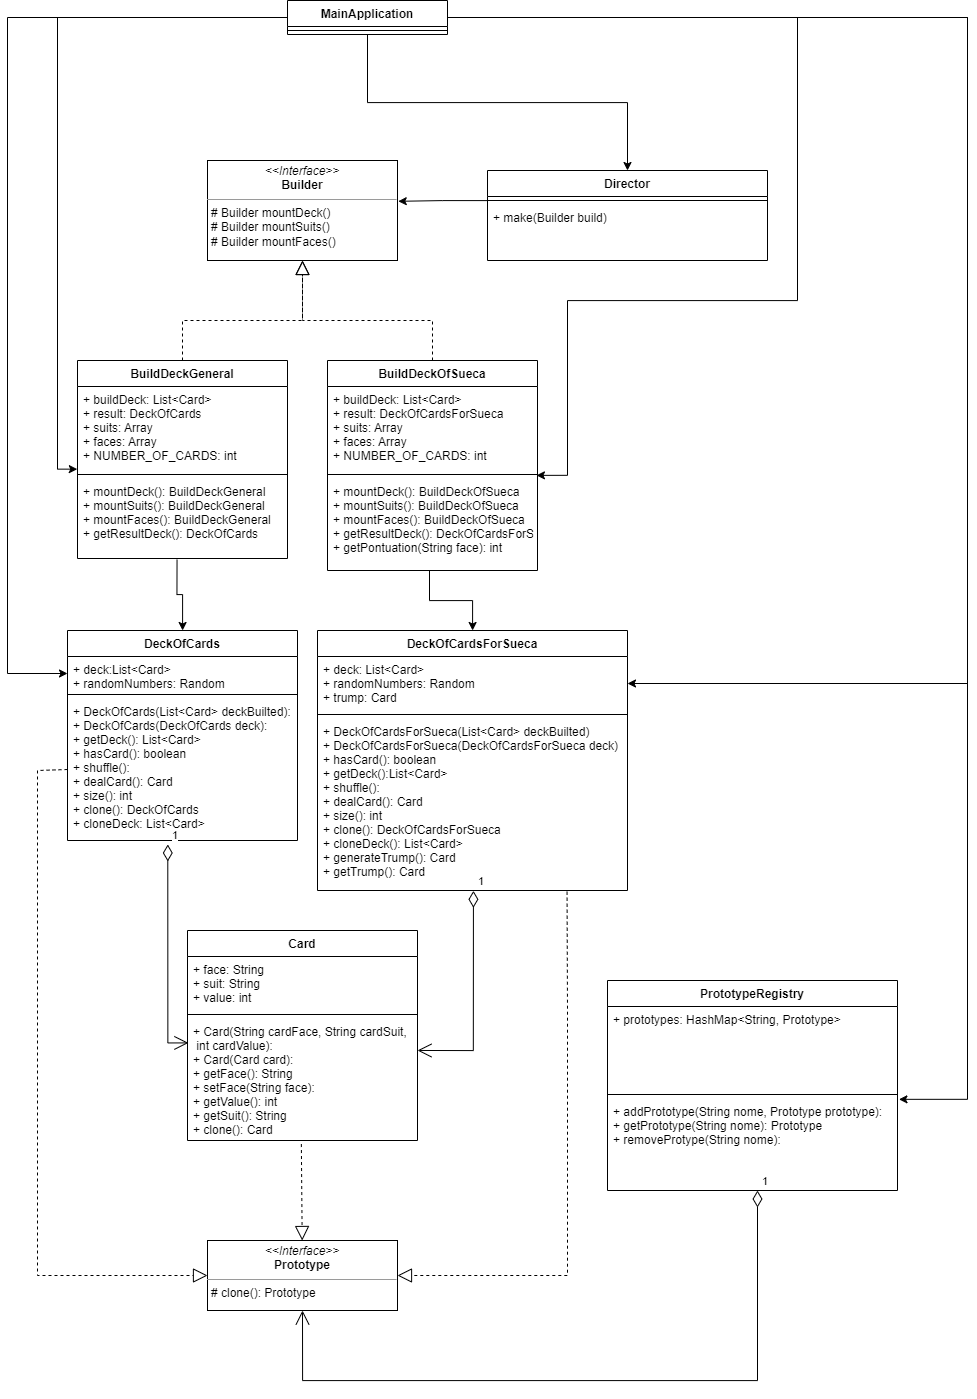 MainApplication
<<Interface>>
Builder
# Builder mountDeck()
# Builder mountSuits()
# Builder mountFaces()
Director
+ make(Builder build)
BuildDeckGeneral
+ buildDeck: List<Card>
+ result: DeckOfCards
+ suits: Array
+ faces: Array
+ NUMBER_OF_CARDS: int
+ mountDeck(): BuildDeckGeneral
+ mountSuits(): BuildDeckGeneral
+ mountFaces(): BuildDeckGeneral
+ getResultDeck(): DeckOfCards
BuildDeckOfSueca
+ buildDeck: List<Card>
+ result: DeckOfCardsForSueca
+ suits: Array
+ faces: Array
+ NUMBER_OF_CARDS: int
+ mountDeck(): BuildDeckOfSueca
+ mountSuits(): BuildDeckOfSueca
+ mountFaces(): BuildDeckOfSueca
+ getResultDeck(): DeckOfCardsForS
+ getPontuation(String face): int
DeckOfCards
+ deck:List<Card>
+ randomNumbers: Random
+ DeckOfCards(List<Card> deckBuilted):
+ DeckOfCards(DeckOfCards deck):
+ getDeck(): List<Card>
+ hasCard(): boolean
+ shuffle():
+ dealCard(): Card
+ size(): int
+ clone(): DeckOfCards
+ cloneDeck: List<Card>
1
DeckOfCardsForSueca
+ deck: List<Card>
+ randomNumbers: Random
+ trump: Card
+ DeckOfCardsForSueca(List<Card> deckBuilted)
+ DeckOfCardsForSueca(DeckOfCardsForSueca deck)
+ hasCard(): boolean
+ getDeck():List<Card>
+ shuffle():
+ dealCard(): Card
+ size(): int
+ clone(): DeckOfCardsForSueca
+ cloneDeck(): List<Card>
+ generateTrump(): Card
+ getTrump(): Card
1
Card
+ face: String
+ suit: String
+ value: int
+ Card(String cardFace, String cardSuit,
int cardValue):
+ Card(Card card):
+ getFace(): String
+ setFace(String face):
+ getValue(): int
+ getSuit(): String
+ clone(): Card
PrototypeRegistry
+ prototypes: HashMap<String, Prototype>
+ addPrototype(String nome, Prototype prototype):
+ getPrototype(String nome): Prototype
+ removeProtype(String nome):
1
<<Interface>>
Prototype
# clone(): Prototype